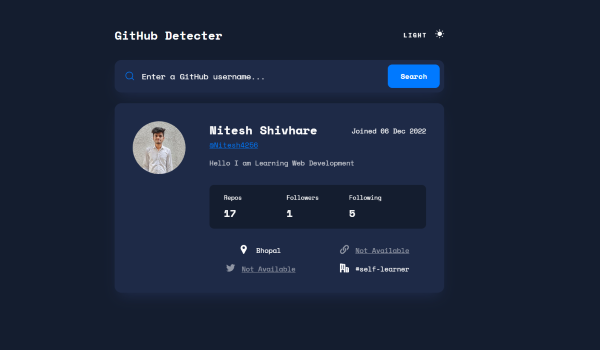 GitHub Detecter
LIGHT
Enter a GitHub username...
Search
Nitesh Shivhare
Joined 06 Dec 2022
@Nitesh4256
Hello I am Learning Web Development
Repos Followers Following
17 1 5
Bhopal
Not Available
Not Available
#self-learner